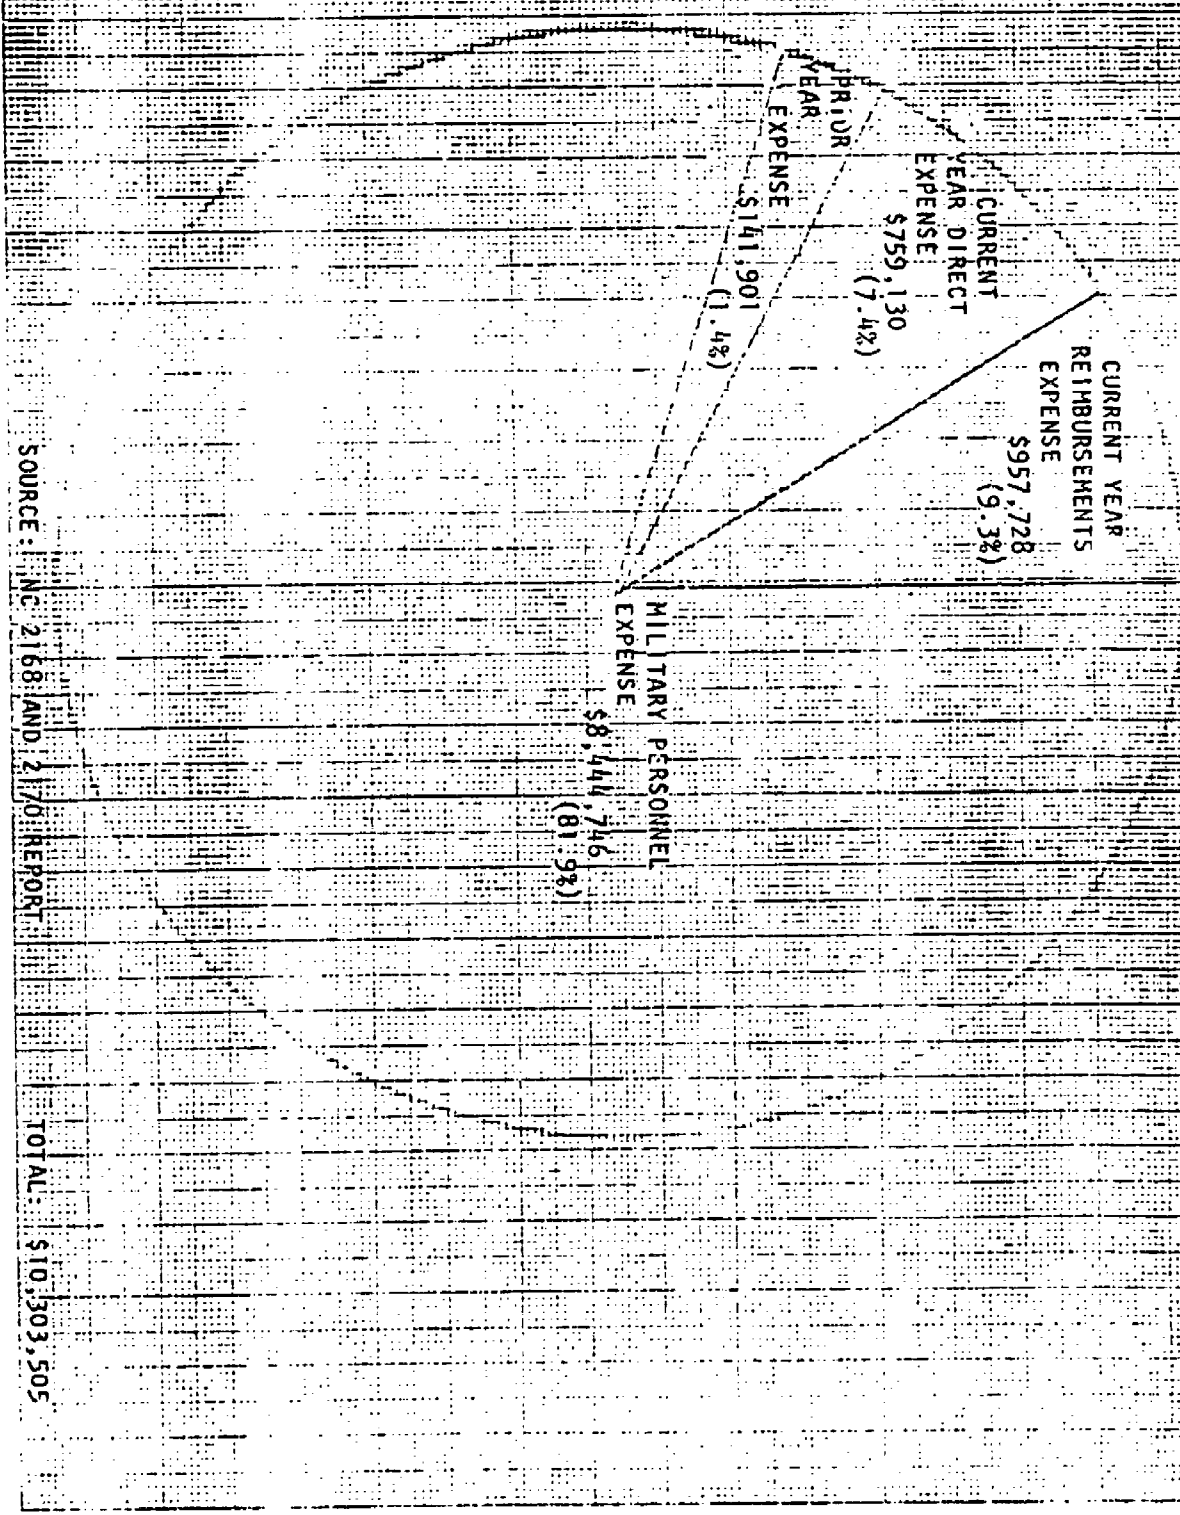 CURRENT YEAR
REIMBURSEMENTS
EXPENSE
$957,728
(9.3%)
CURRENT
YEAR DIRECT
EXPENSE
$759,130
(7.4%)
PRIOR
YEAR
EXPENSE
$141,901
(1.4%)
MILITARY PERSONNEL
EXPENSE
$8,444,746
(81.9%)
SOURCE: NC 2168 AND 2170 REPORT
TOTAL: $10,303,505